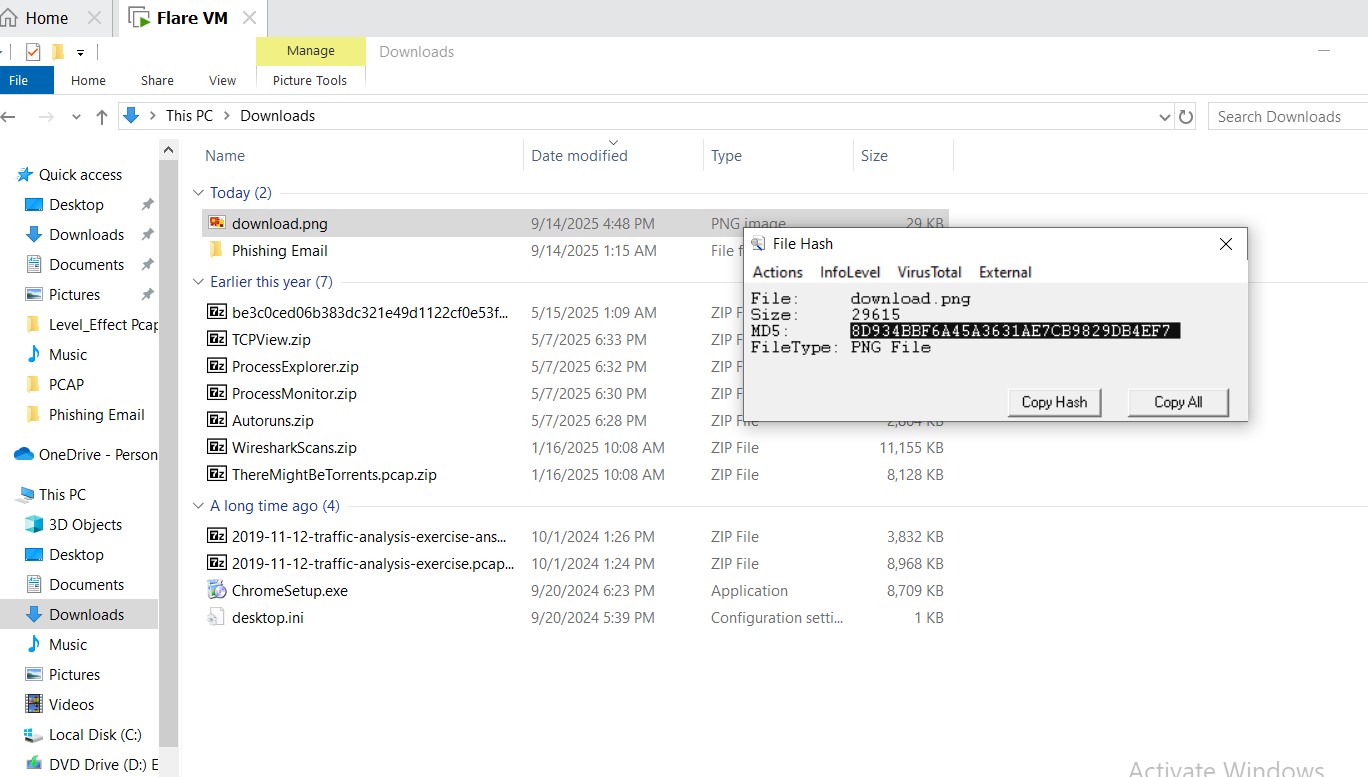 Home
Flare VM
Manage
Downloads
File
Home
Share
View
Picture Tools
This PC
Downloads
Search Downloads
Name
Date modified
Type
Size
Quick access
Desktop
Downloads
Documents
Pictures
Level_Effect Pcap
Music
PCAP
Phishing Email
OneDrive - Person
This PC
3D Objects
Desktop
Documents
Downloads
Music
Pictures
Videos
Local Disk (C:)
DVD Drive (D:) E
Today (2)
download.png 9/14/2025 4:48 PM PNG image 29 KB
Phishing Email 9/14/2025 1:15 AM File f
Earlier this year (7)
be3c0ced06b383dc321e49d1122cf0e53f... 5/15/2025 1:09 AM ZIP F
TCPView.zip 5/7/2025 6:33 PM ZIP F
ProcessExplorer.zip 5/7/2025 6:32 PM ZIP F
ProcessMonitor.zip 5/7/2025 6:30 PM ZIP F
Autoruns.zip 5/7/2025 6:28 PM ZIP File 2,864 KB
WiresharkScans.zip 1/16/2025 10:08 AM ZIP File 11,155 KB
ThereMightBeTorrents.pcap.zip 1/16/2025 10:08 AM ZIP File 8,128 KB
A long time ago (4)
2019-11-12-traffic-analysis-exercise-ans... 10/1/2024 1:26 PM ZIP File 3,832 KB
2019-11-12-traffic-analysis-exercise.pcap... 10/1/2024 1:24 PM ZIP File 8,968 KB
ChromeSetup.exe 9/20/2024 6:23 PM Application 8,709 KB
desktop.ini 9/20/2024 5:39 PM Configuration setti... 1 KB
File Hash
Actions InfoLevel VirusTotal External
File: download.png
Size: 29615
MD5: 8D934BBF6A45A3631AE7CB9829DB4EF7
FileType: PNG File
Copy Hash
Copy All
Activate Windows